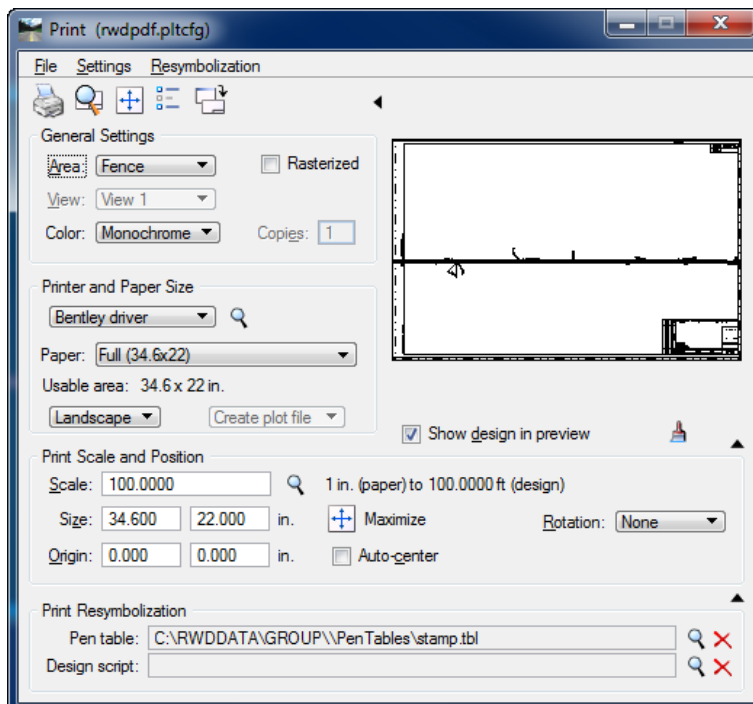 Print (rwdpdf.pltcfg)
File Settings Resymbolization
General Settings
Area: Fence Rasterized
View: View 1
Color: Monochrome Copies: 1
Printer and Paper Size
Bentley driver
Paper: Full (34.6x22)
Usable area: 34.6 x 22 in.
Landscape Create plot file
Show design in preview
Print Scale and Position
Scale: 100.0000 1 in. (paper) to 100.0000 ft (design)
Size: 34.600 22.000 in. Maximize Rotation: None
Origin: 0.000 0.000 in. Auto-center
Print Resymbolization
Pen table: C:\RWDDATA\GROUP\\PenTables\stamp.tbl
Design script: